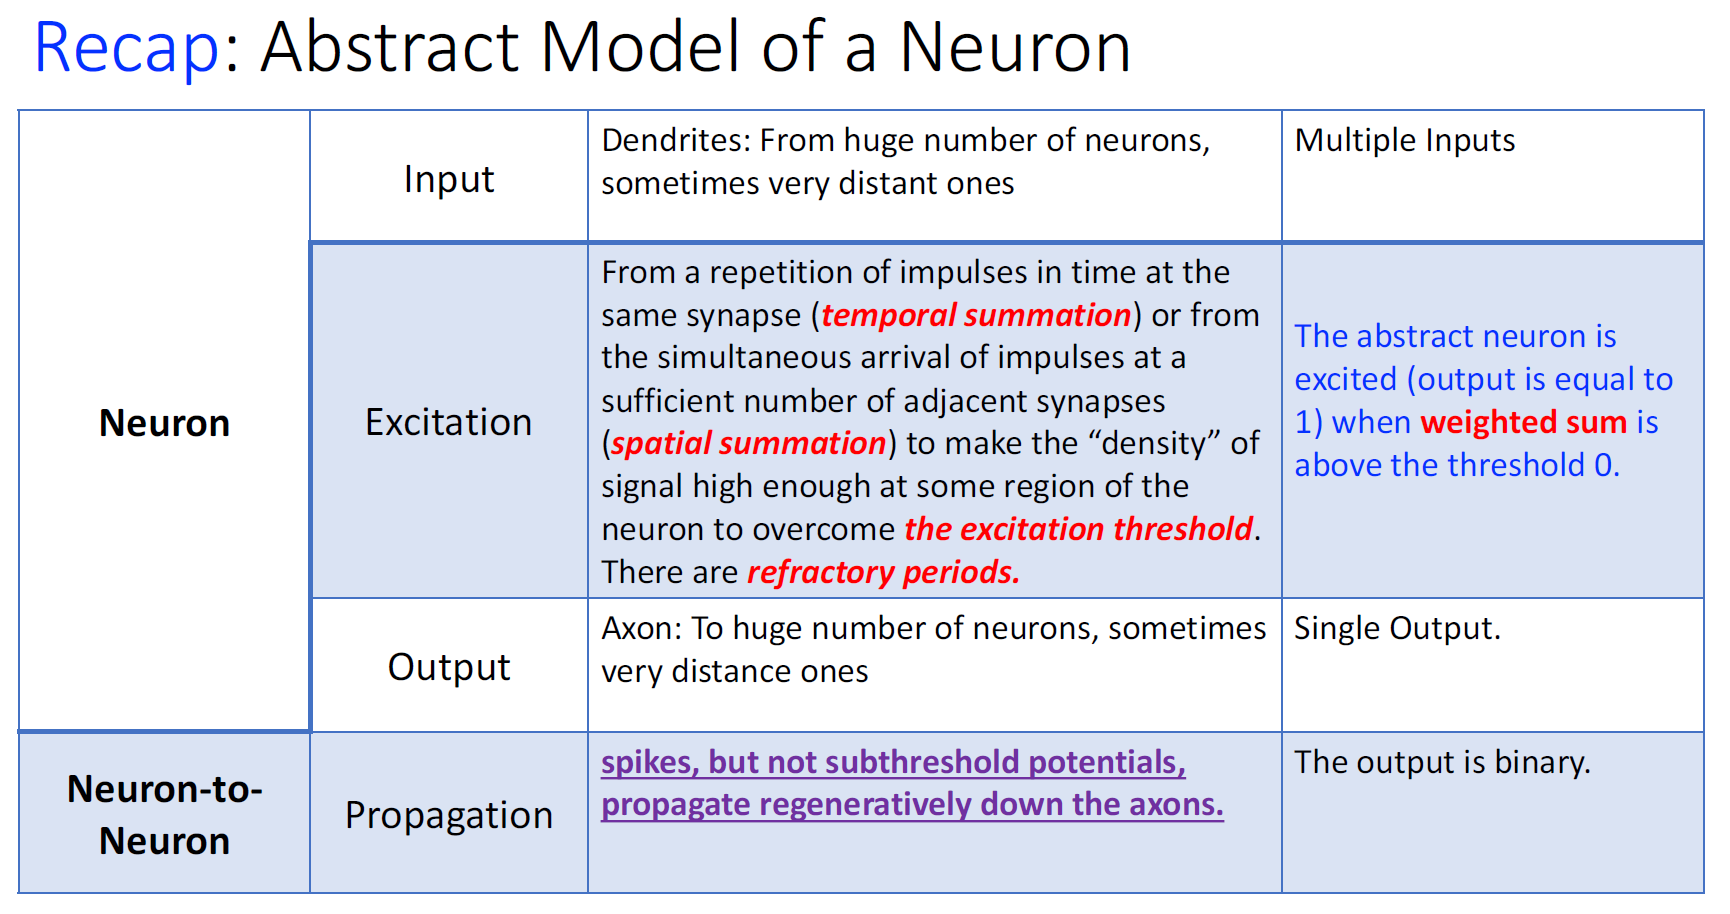 Recap: Abstract Model of a Neuron
Neuron
Input
Dendrites: From huge number of neurons,
sometimes very distant ones
Multiple Inputs
Excitation
From a repetition of impulses in time at the
same synapse (temporal summation) or from
the simultaneous arrival of impulses at a
sufficient number of adjacent synapses
(spatial summation) to make the “density” of
signal high enough at some region of the
neuron to overcome the excitation threshold.
There are refractory periods.
The abstract neuron is
excited (output is equal to
1) when weighted sum is
above the threshold 0.
Output
Axon: To huge number of neurons, sometimes
very distance ones
Single Output.
Neuron-to-
Neuron
Propagation
spikes, but not subthreshold potentials,
propagate regeneratively down the axons.
The output is binary.